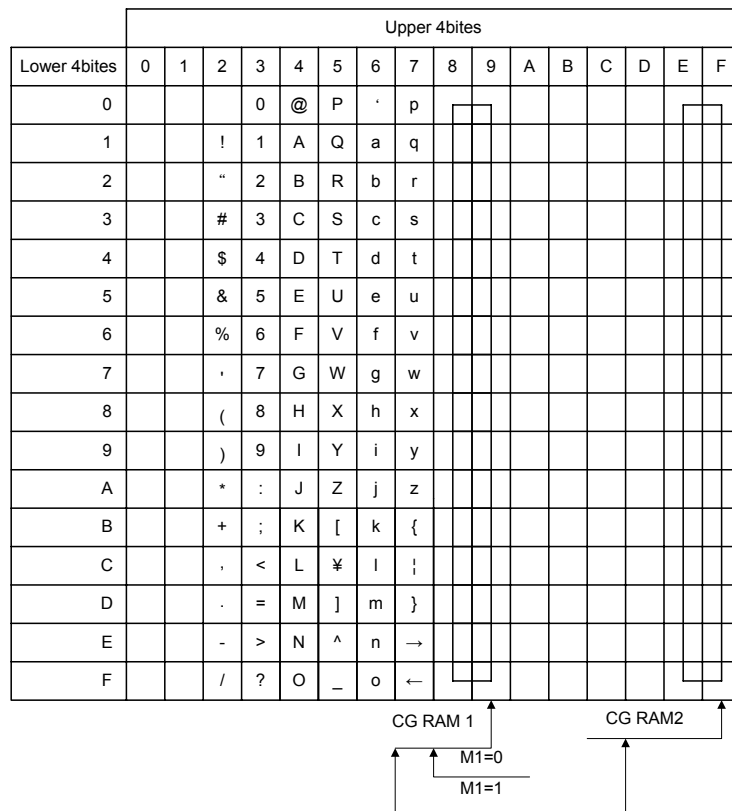 Upper 4bites
Lower 4bites 0 1 2 3 4 5 6 7 8 9 A B C D E F
0 0 @ P ‘ p
1 ! 1 A Q a q
2 “ 2 B R b r
3 # 3 C S c s
4 $ 4 D T d t
5 & 5 E U e u
6 % 6 F V f v
7 ' 7 G W g w
8 ( 8 H X h x
9 ) 9 I Y i y
A * : J Z j z
B + ; K [ k {
C , < L ¥ l ¦
D . = M ] m }
E - > N ^ n →
F / ? O _ o ←
CG RAM 1 CG RAM2
M1=0
M1=1